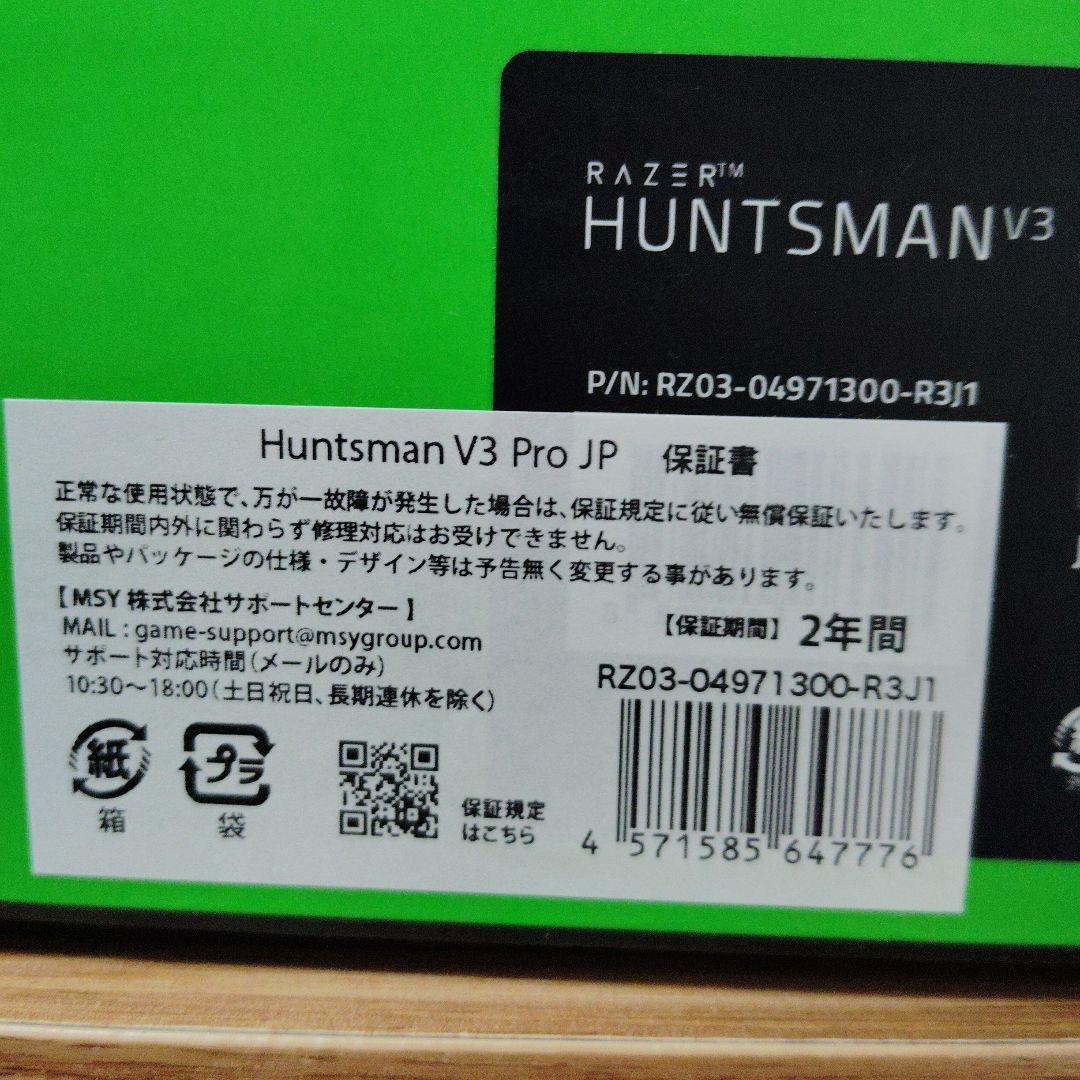 RAZER™
HUNTSMAN V3
P/N: RZ03-04971300-R3J1
Huntsman V3 Pro JP 保証書
正常な使用状態で、万が一故障が発生した場合は、保証規定に従い無償保証いたします。
保証期間内外に関わらず修理対応はお受けできません。
製品やパッケージの仕様・デザイン等は予告無く変更する事があります。
【MSY 株式会社サポートセンター】
MAIL : game-support@msygroup.com
サポート対応時間(メールのみ)
10:30～18:00(土日祝日、長期連休を除く)
【保証期間】 2年間
RZ03-04971300-R3J1
紙
箱
プラ
袋
保証規定
はこちら
4 571585 647776